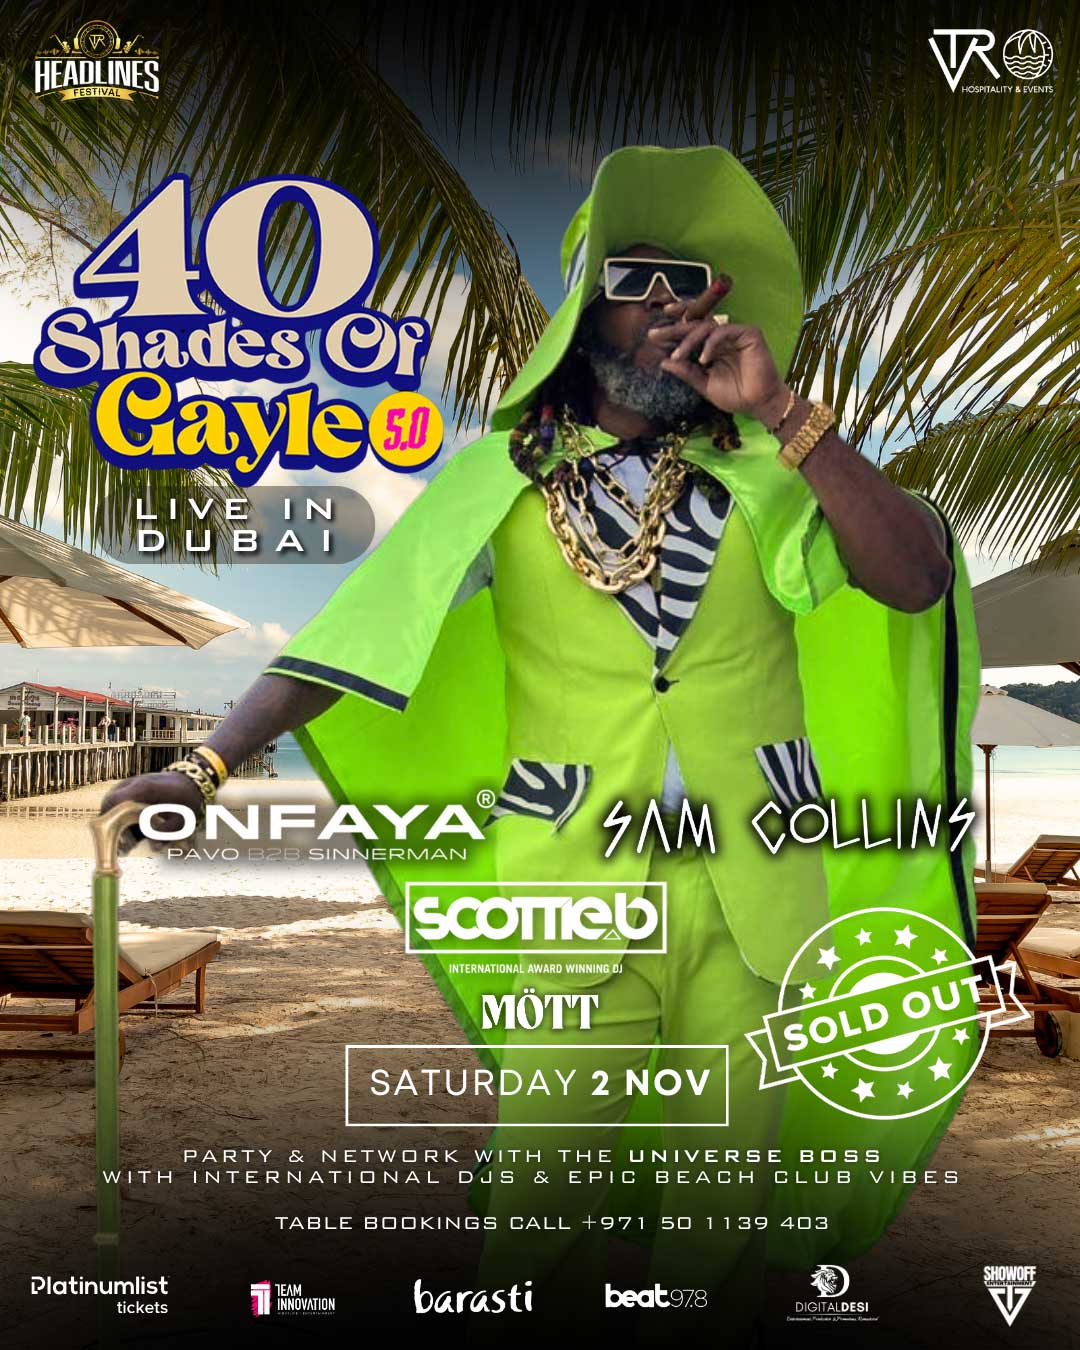 HEADLINES
FESTIVAL
TVR
HOSPITALITY & EVENTS
40
Shades Of
Gayle 5.0
LIVE IN
DUBAI
ONFAYA®
PAVO B2B SINNERMAN
SAM COLLINS
SCOTTIE.b
INTERNATIONAL AWARD WINNING DJ
MÖTT
SOLD OUT
SATURDAY 2 NOV
PARTY & NETWORK WITH THE UNIVERSE BOSS
WITH INTERNATIONAL DJS & EPIC BEACH CLUB VIBES
TABLE BOOKINGS CALL +971 50 1139 403
Platinumlist
tickets
TEAM
INNOVATION
barasti
beat97.8
DIGITALDESI
SHOWOFF
ENTERTAINMENT